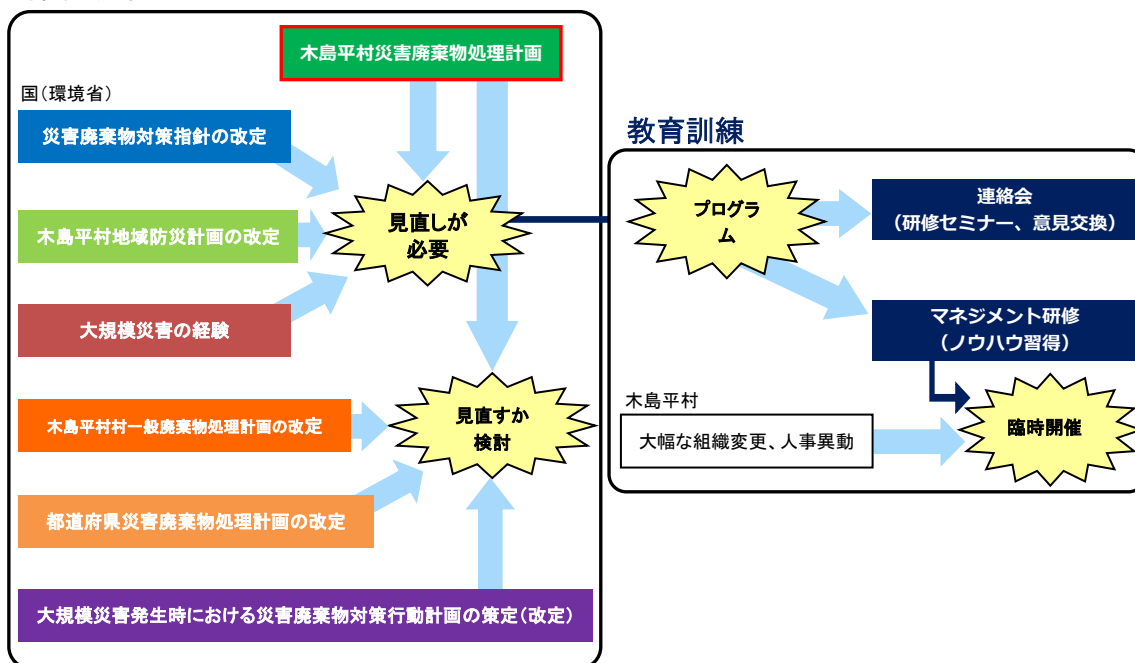 木島平村災害廃棄物処理計画
国(環境省)
災害廃棄物対策指針の改定
木島平村地域防災計画の改定
大規模災害の経験
見直しが
必要
木島平村村一般廃棄物処理計画の改定
都道府県災害廃棄物処理計画の改定
見直すか
検討
大規模災害発生時における災害廃棄物対策行動計画の策定(改定)
教育訓練
プログラ
ム
連絡会
(研修セミナー、意見交換)
マネジメント研修
(ノウハウ習得)
木島平村
大幅な組織変更、人事異動
臨時開催